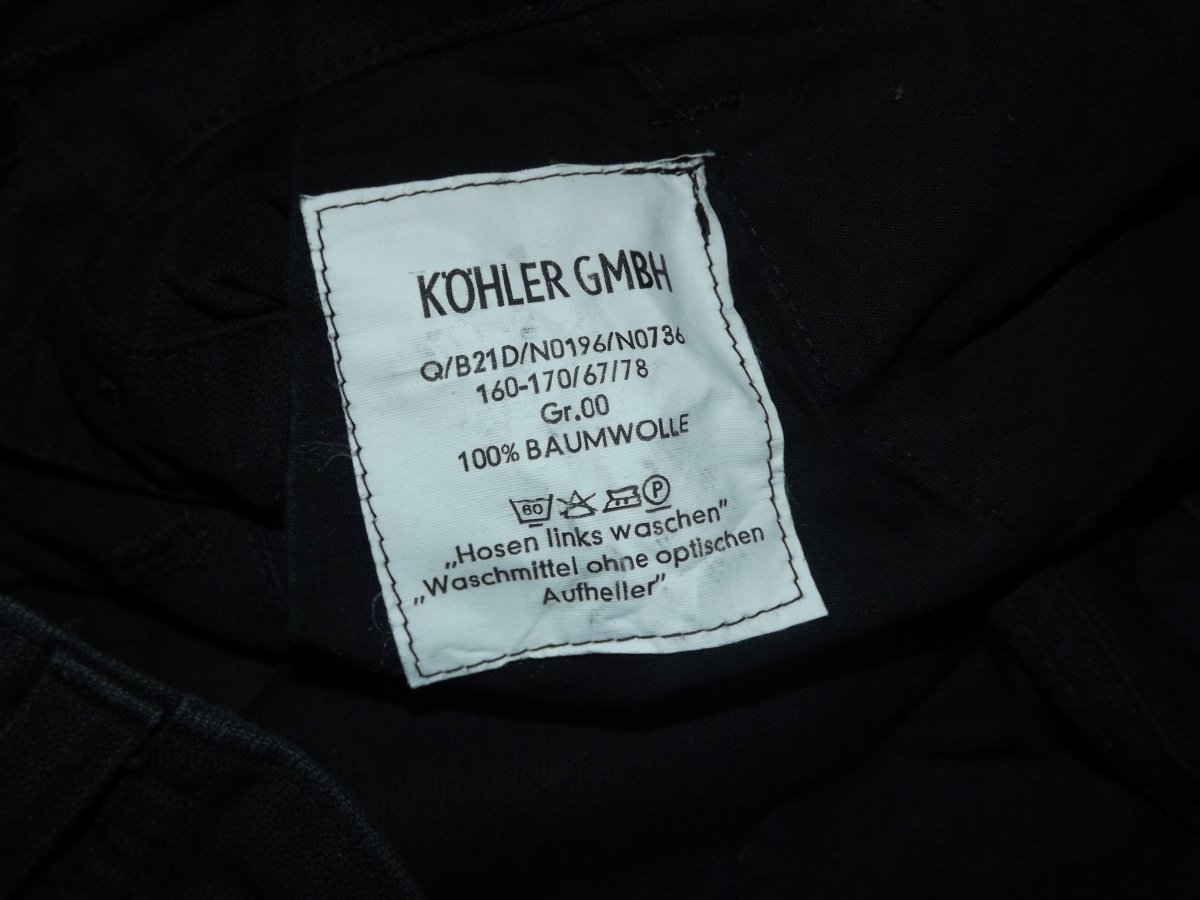 KÖHLER GMBH
Q/B21D/N0196/N0736
160-170/67/78
Gr.00
100% BAUMWOLLE
60 P
„Hosen links waschen”
„Waschmittel ohne optischen
Aufheller”